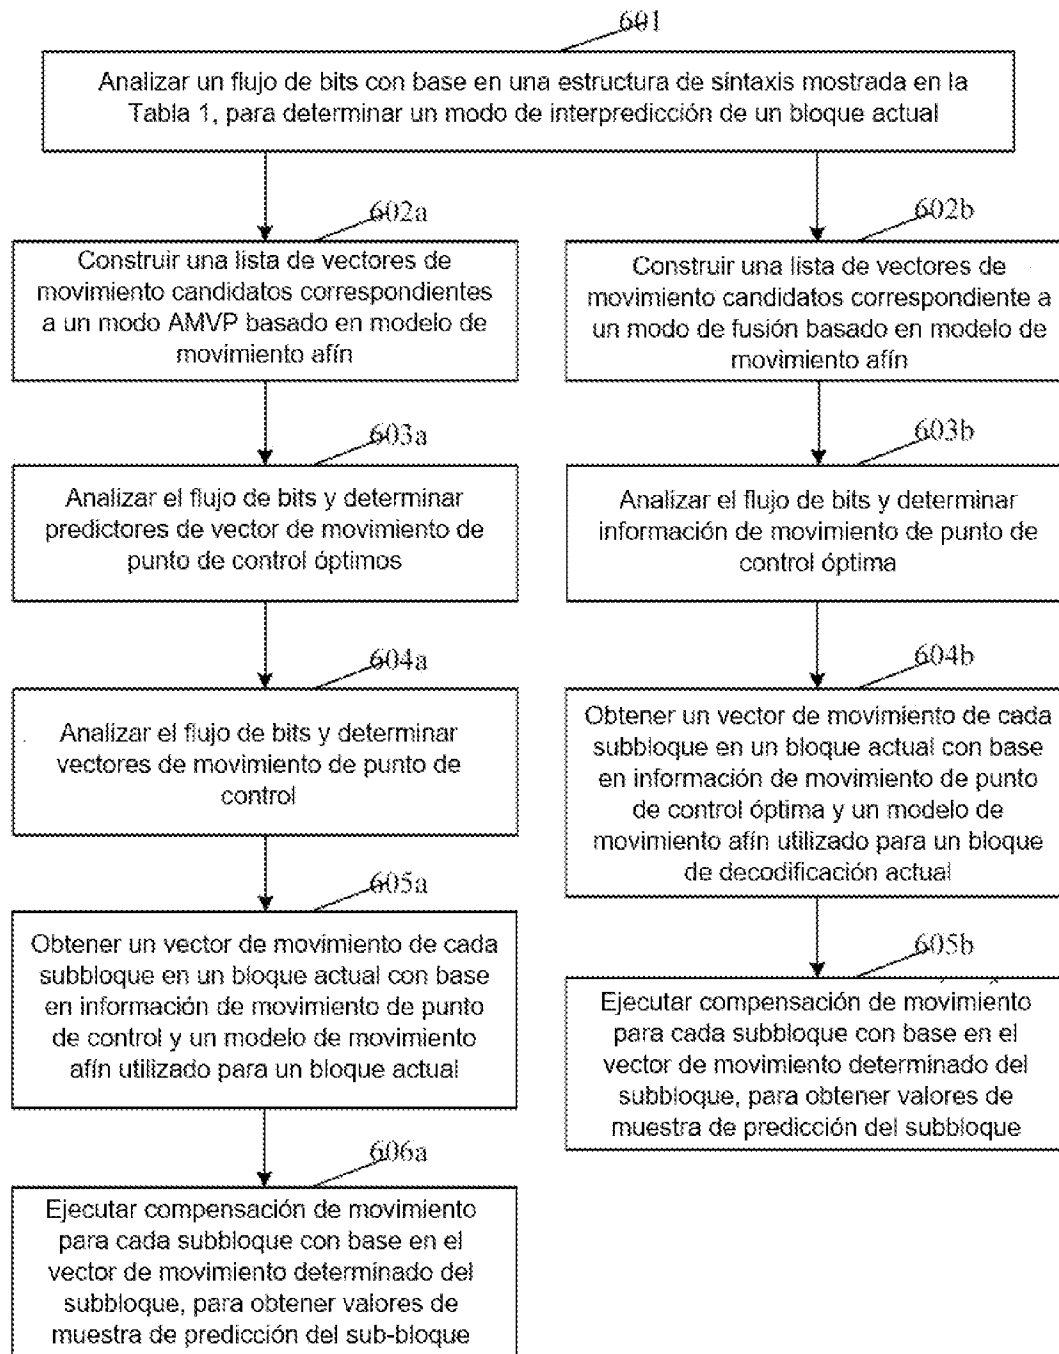 601
Analizar un flujo de bits con base en una estructura de síntaxis mostrada en la
Tabla 1, para determinar un modo de interpredicción de un bloque actual
602a
Construir una lista de vectores de
movimiento candidatos correspondientes
a un modo AMVP basado en modelo de
movimiento afín
603a
Analizar el flujo de bits y determinar
predictores de vector de movimiento de
punto de control óptimos
604a
Analizar el flujo de bits y determinar
vectores de movimiento de punto de
control
605a
Obtener un vector de movimiento de cada
subbloque en un bloque actual con base
en información de movimiento de punto
de control y un modelo de movimiento
afín utilizado para un bloque actual
606a
Ejecutar compensación de movimiento
para cada subbloque con base en el
vector de movimiento determinado del
subbloque, para obtener valores de
muestra de predicción del sub-bloque
602b
Construir una lista de vectores de
movimiento candidatos correspondiente a
un modo de fusión basado en modelo de
movimiento afín
603b
Analizar el flujo de bits y determinar
información de movimiento de punto de
control óptima
604b
Obtener un vector de movimiento de cada
subbloque en un bloque actual con base
en información de movimiento de punto
de control óptima y un modelo de
movimiento afín utilizado para un bloque
de decodificación actual
605b
Ejecutar compensación de movimiento
para cada subbloque con base en el
vector de movimiento determinado del
subbloque, para obtener valores de
muestra de predicción del subbloque